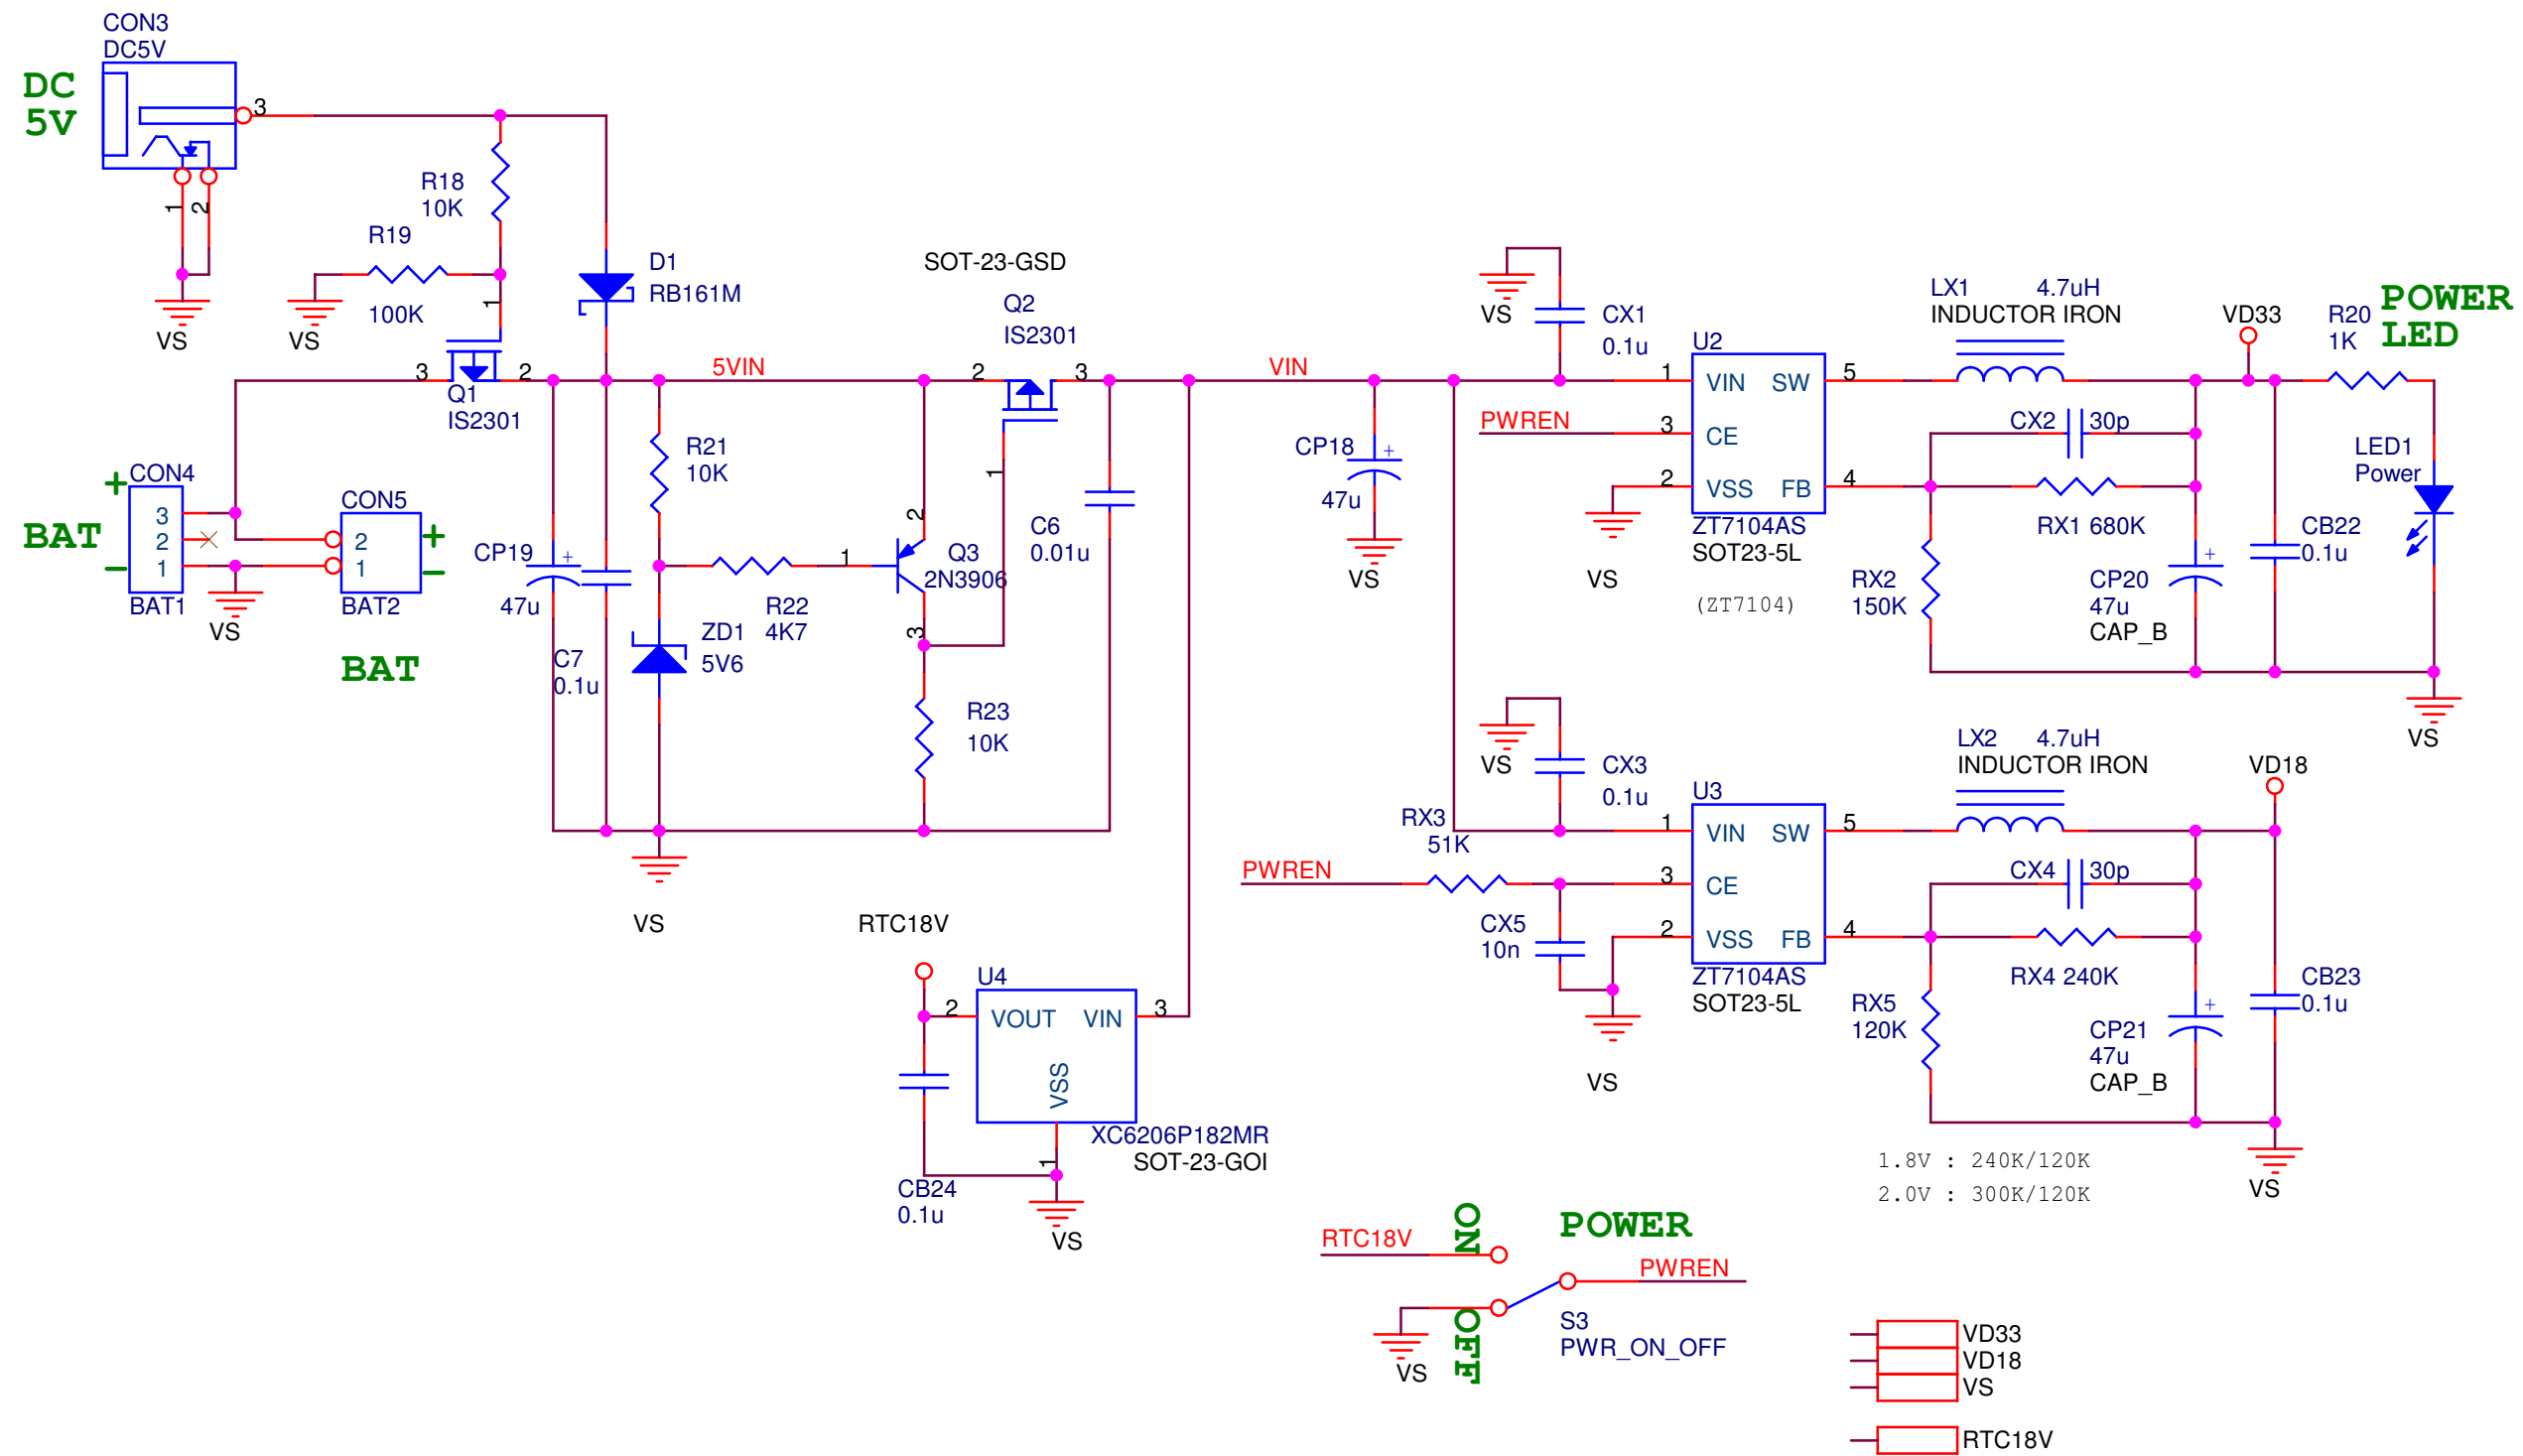 CON3
DC5V
DC
5V
3
1
2
VS
R18
10K
R19
100K
VS
1
D1
RB161M
SOT-23-GSD
Q2
IS2301
3
Q1
IS2301
2
5VIN
2
3
1
VIN
+
CON4
3
2
1
BAT1
BAT
−
VS
CON5
2
1
BAT2
+
−
BAT
CP19
+
47u
C7
0.1u
R21
10K
R22
4K7
ZD1
5V6
1
2
Q3
2N3906
3
R23
10K
C6
0.01u
VS
RTC18V
U4
2
VOUT
VIN
3
VSS
1
XC6206P182MR
SOT-23-GOI
CB24
0.1u
VS
CP18
+
47u
VS
VS
CX1
0.1u
PWREN
U2
1
VIN
SW
5
3
CE
2
VSS
FB
4
ZT7104AS
SOT23-5L
(ZT7104)
VS
LX1
4.7uH
INDUCTOR IRON
VD33
R20
1K
POWER
LED
CX2
30p
RX1 680K
RX2
150K
CP20
+
47u
CAP_B
CB22
0.1u
LED1
Power
VS
VS
CX3
0.1u
RX3
51K
PWREN
CX5
10n
VS
U3
1
VIN
SW
5
3
CE
2
VSS
FB
4
ZT7104AS
SOT23-5L
LX2
4.7uH
INDUCTOR IRON
VD18
CX4
30p
RX4 240K
RX5
120K
CP21
+
47u
CAP_B
CB23
0.1u
VS
1.8V : 240K/120K
2.0V : 300K/120K
RTC18V
ON
POWER
PWREN
OFF
S3
PWR_ON_OFF
VS
VD33
VD18
VS
RTC18V